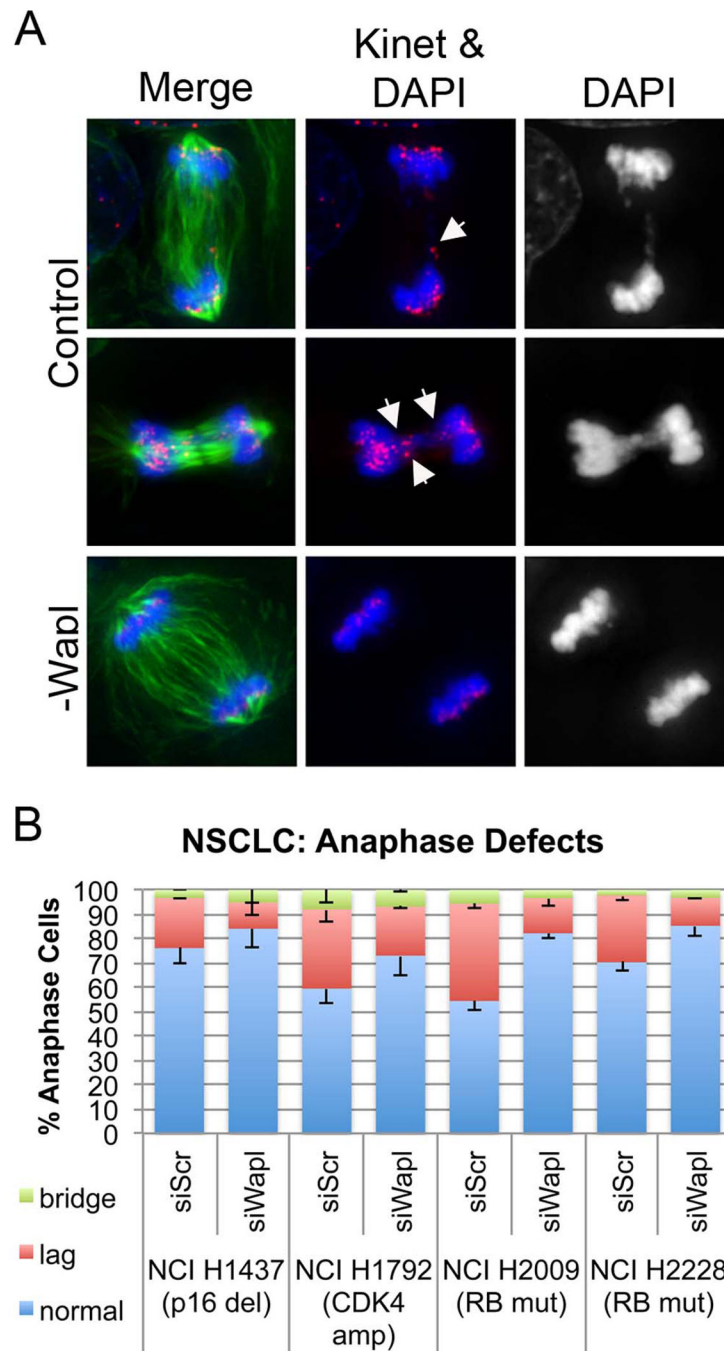 A
Merge
Kinet &
DAPI
DAPI
Control
-Wapl
B
NSCLC: Anaphase Defects
% Anaphase Cells
100
90
80
70
60
50
40
30
20
10
0
siScr
siWapl
siScr
siWapl
siScr
siWapl
siScr
siWapl
bridge
lag
normal
NCI H1437
(p16 del)
NCI H1792
(CDK4
amp)
NCI H2009
(RB mut)
NCI H2228
(RB mut)